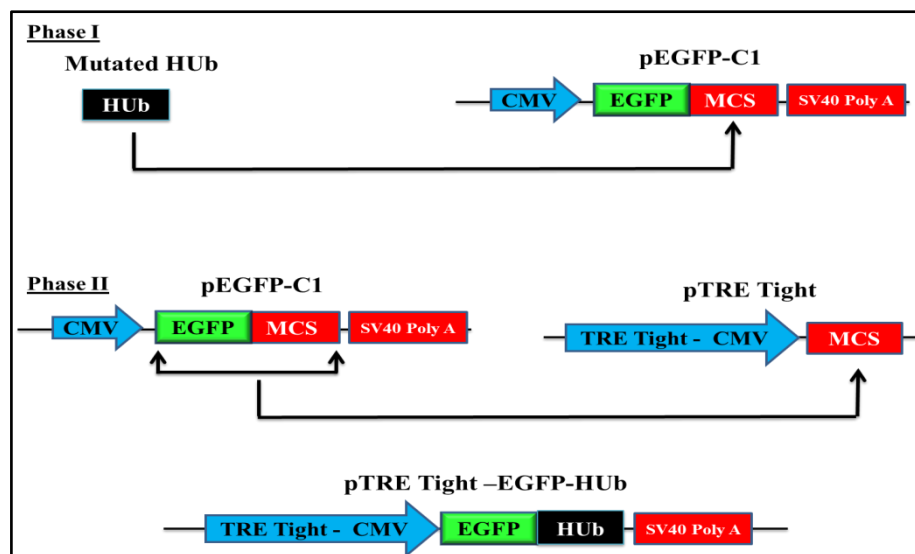 Phase I
Mutated HUb
pEGFP-C1
HUb
CMV
EGFP
MCS
SV40 Poly A
Phase II
pEGFP-C1
pTRE Tight
CMV
EGFP
MCS
SV40 Poly A
TRE Tight - CMV
MCS
pTRE Tight –EGFP-HUb
TRE Tight - CMV
EGFP
HUb
SV40 Poly A